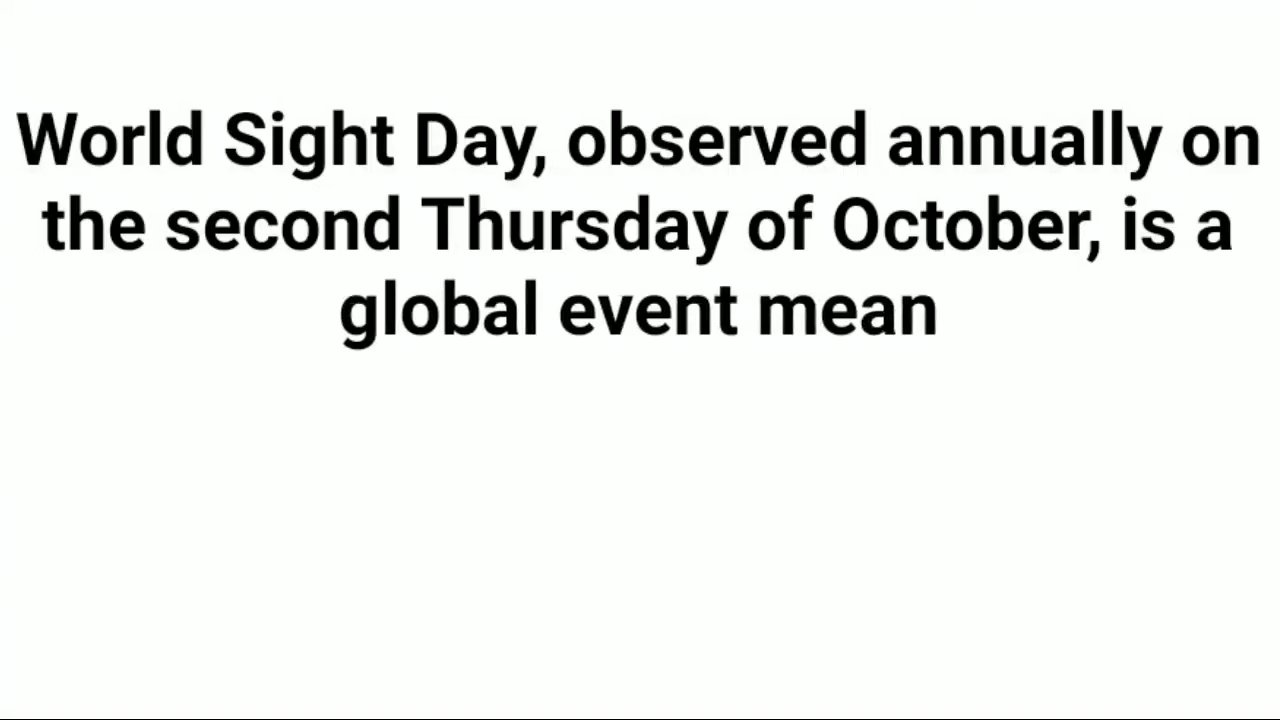 World Sight Day, observed annually on
the second Thursday of October, is a
global event mean